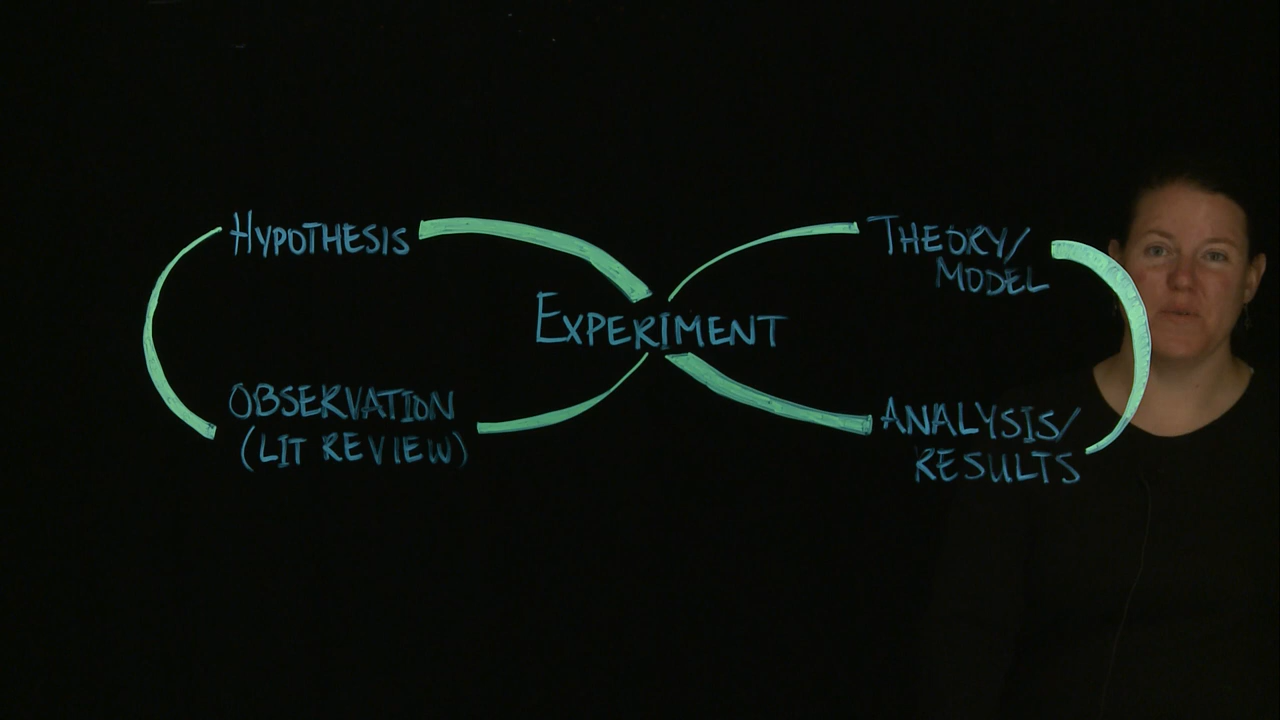 HYPOTHESIS
THEORY/
MODEL
EXPERIMENT
OBSERVATION
(LIT REVIEW)
ANALYSIS/
RESULTS